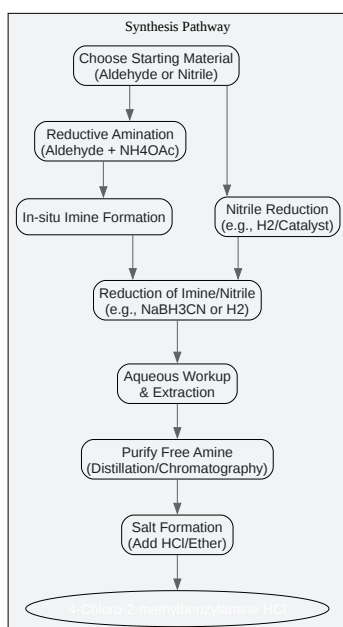 Synthesis Pathway
Choose Starting Material
(Aldehyde or Nitrile)
Reductive Amination
(Aldehyde + NH4OAc)
In-situ Imine Formation
Nitrile Reduction
(e.g., H2/Catalyst)
Reduction of Imine/Nitrile
(e.g., NaBH3CN or H2)
Aqueous Workup
& Extraction
Purify Free Amine
(Distillation/Chromatography)
Salt Formation
(Add HCl/Ether)
4-Chloro-2-methylbenzylamine HCl